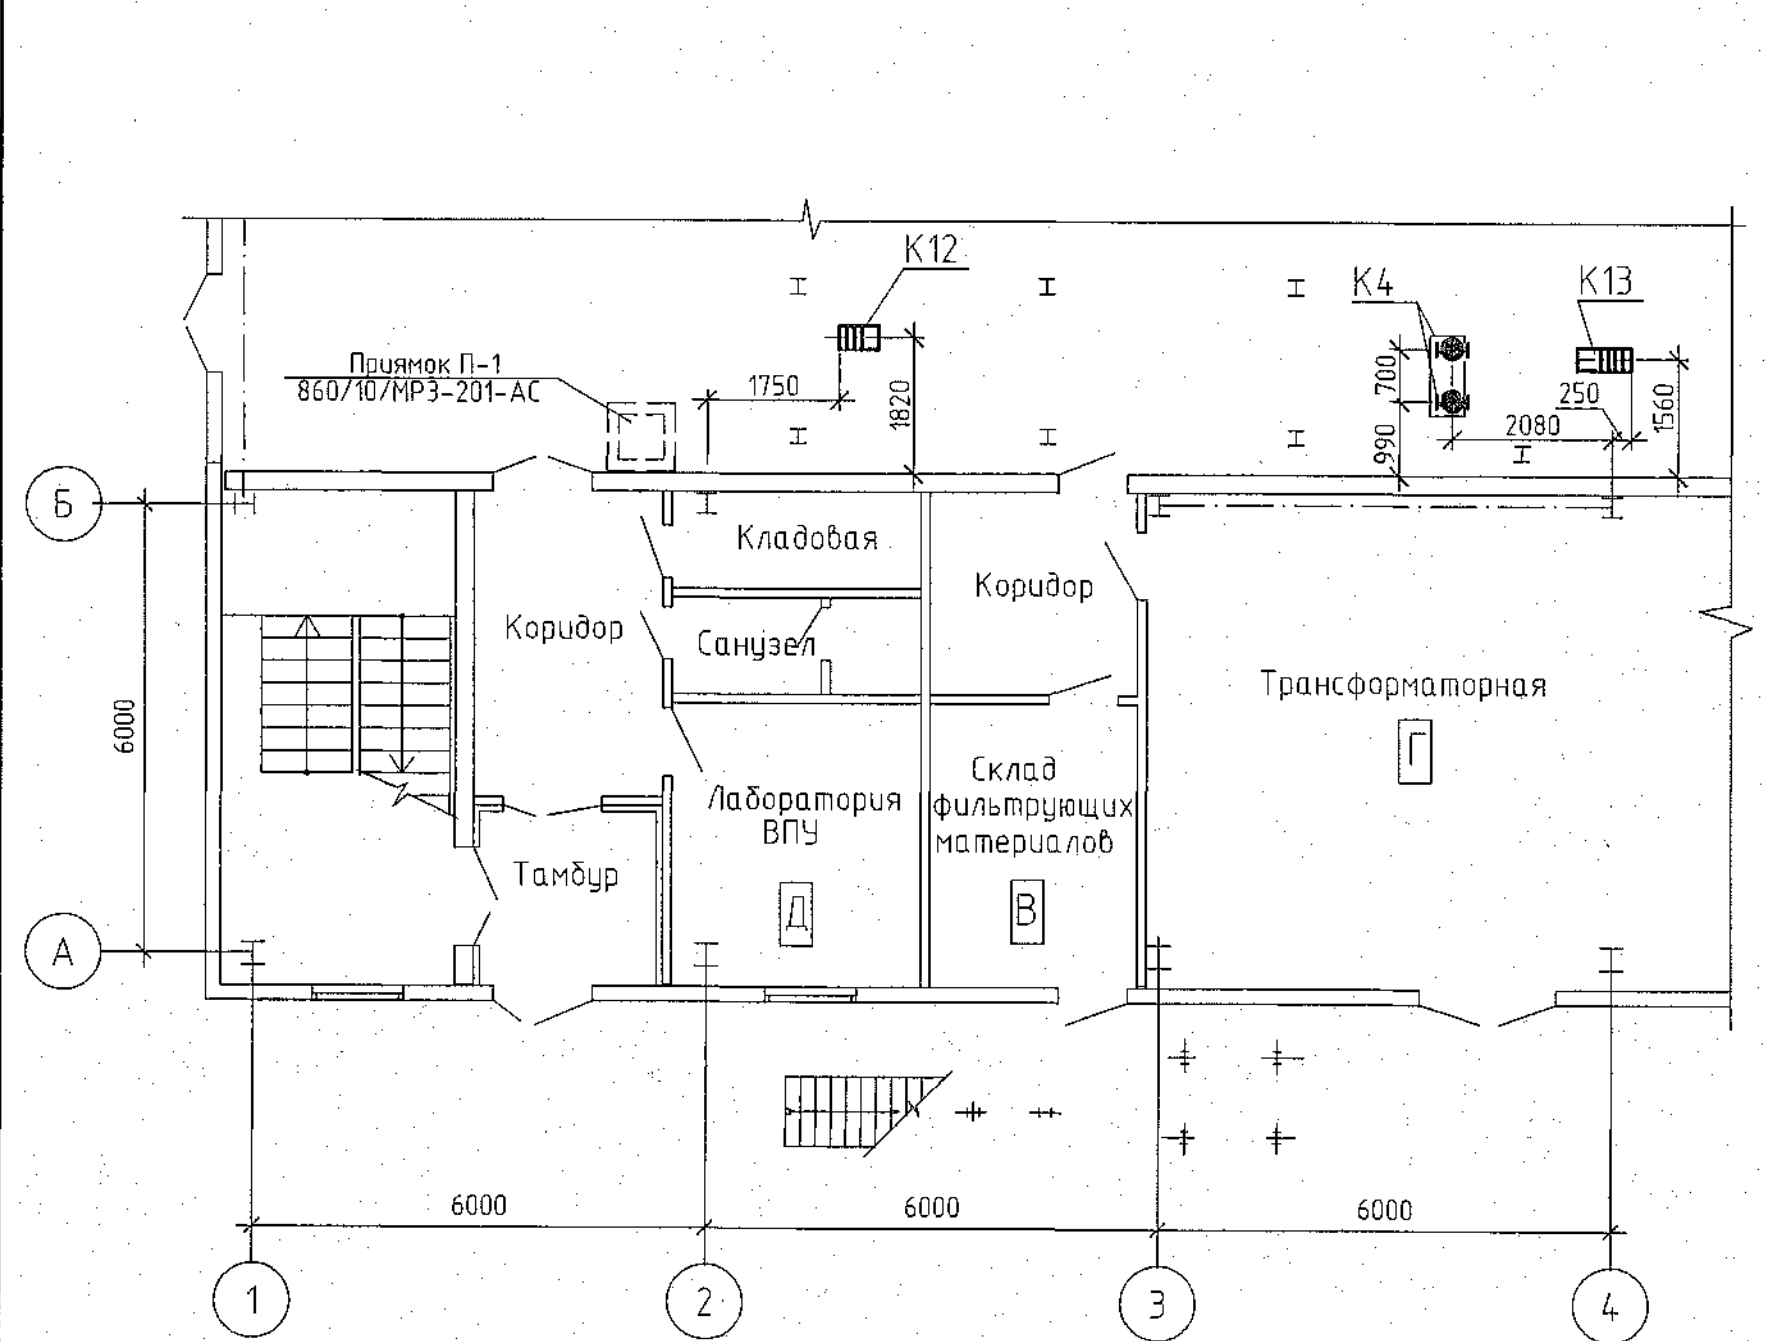 К12
К4
К13
Приямок П-1
860/10/МРЗ-201-АС
1750
1820
700
990
250
2080
1560
Б
Кладовая
Коридор
Коридор
Санузел
Трансформаторная
Г
6000
Склад
фильтрующих
материалов
Лаборатория
ВПУ
Тамбур
Д
В
А
6000
6000
6000
1
2
3
4